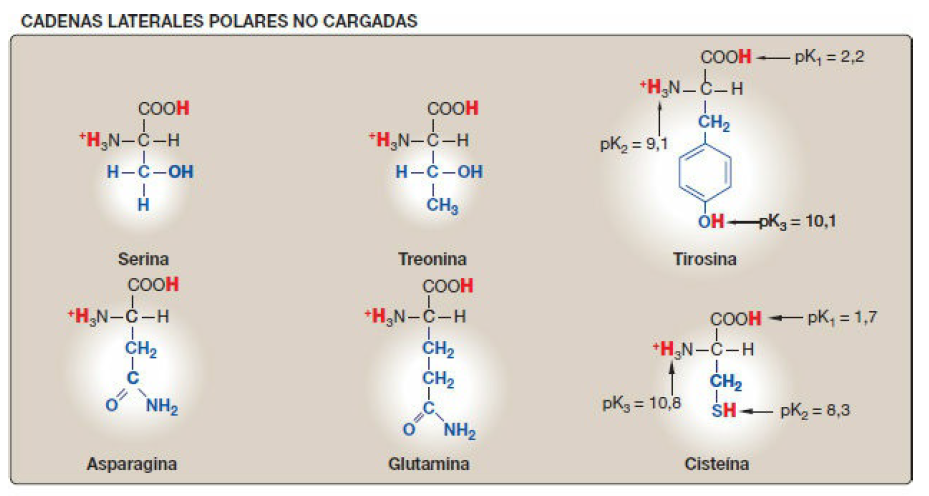 CADENAS LATERALES POLARES NO CARGADAS
COOH
+H3N–C–H
H–C–OH
H
Serina
COOH
+H3N–C–H
H–C–OH
CH3
Treonina
COOH ← pK1 = 2,2
+H3N–C–H
CH2
pK2 = 9,1
OH ← pK3 = 10,1
Tirosina
COOH
+H3N–C–H
CH2
C
O NH2
Asparagina
COOH
+H3N–C–H
CH2
CH2
C
O NH2
Glutamina
COOH ← pK1 = 1,7
+H3N–C–H
CH2
pK3 = 10,8
SH ← pK2 = 8,3
Cisteína